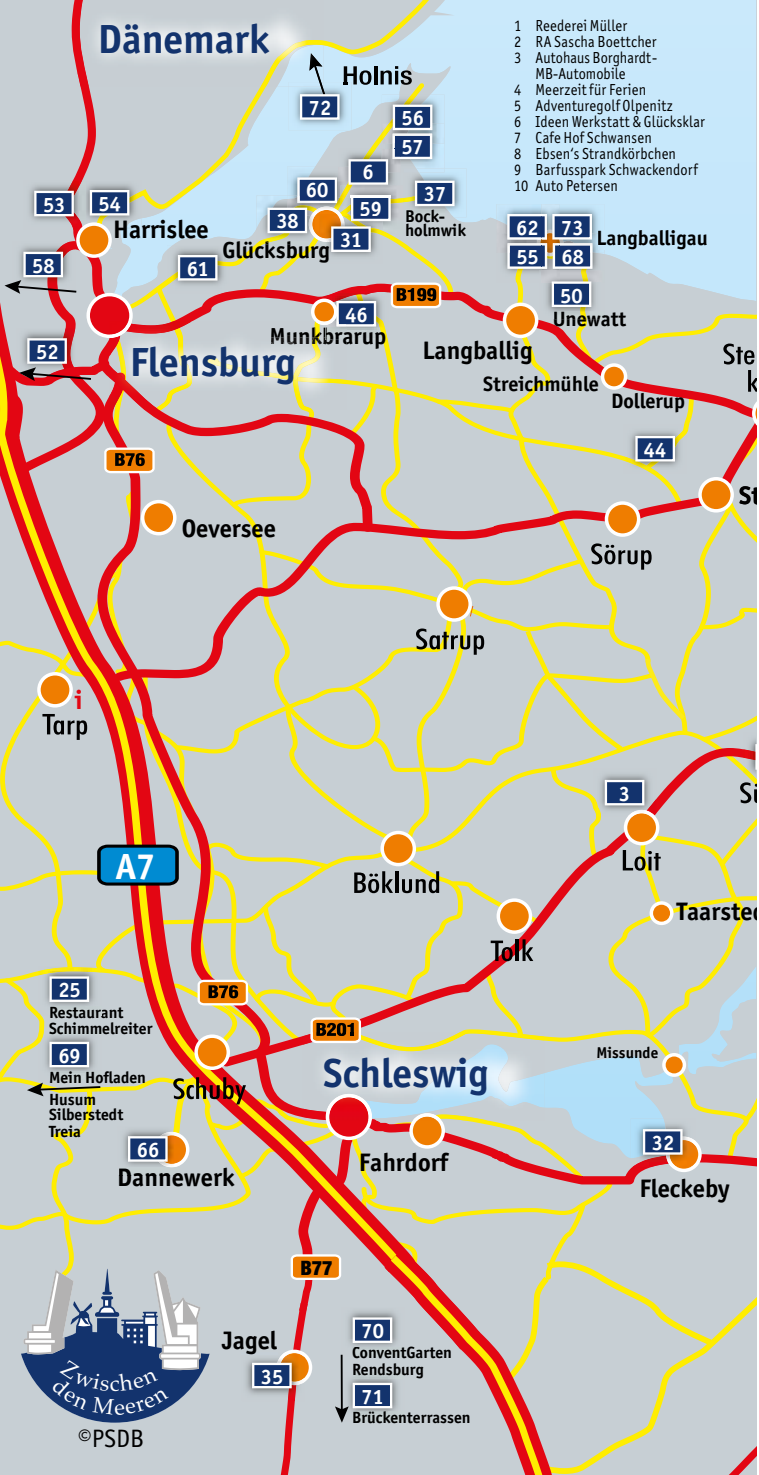 Dänemark
Holnis
72
1 Reederei Müller
2 RA Sascha Boettcher
3 Autohaus Borghardt-
MB-Automobile
4 Meerzeit für Ferien
5 Adventuregolf Olpenitz
6 Ideen Werkstatt & Glücksklar
7 Cafe Hof Schwansen
8 Ebsen's Strandkörbchen
9 Barfusspark Schwackendorf
10 Auto Petersen
56
57
6
60
59
37
Bock-
holmwik
38
31
Glücksburg
53
54
Harrislee
58
61
62
73
55
68
Langballigau
50
Unewatt
B199
46
Munkbrarup
Langballig
52
Flensburg
Streichmühle
Dollerup
Ste
k
44
B76
St
Oeversee
Sörup
Satrup
i
Tarp
3
Sü
Loit
A7
Böklund
Taarsted
Tolk
25
Restaurant
Schimmelreiter
B76
B201
69
Mein Hofladen
Husum
Silberstedt
Treia
Schuby
Schleswig
Missunde
66
Dannewerk
Fahrdorf
32
Fleckeby
B77
Jagel
35
70
ConventGarten
Rendsburg
71
Brückenterrassen
Zwischen
den Meeren
©PSDB